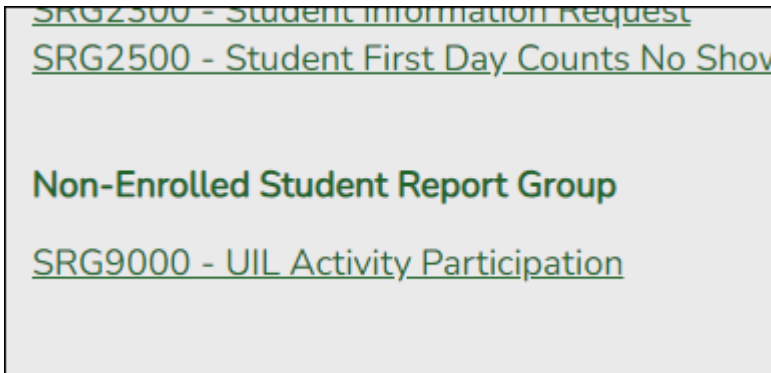 SRG2300 - Student Information Request
SRG2500 - Student First Day Counts No Show
Non-Enrolled Student Report Group
SRG9000 - UIL Activity Participation